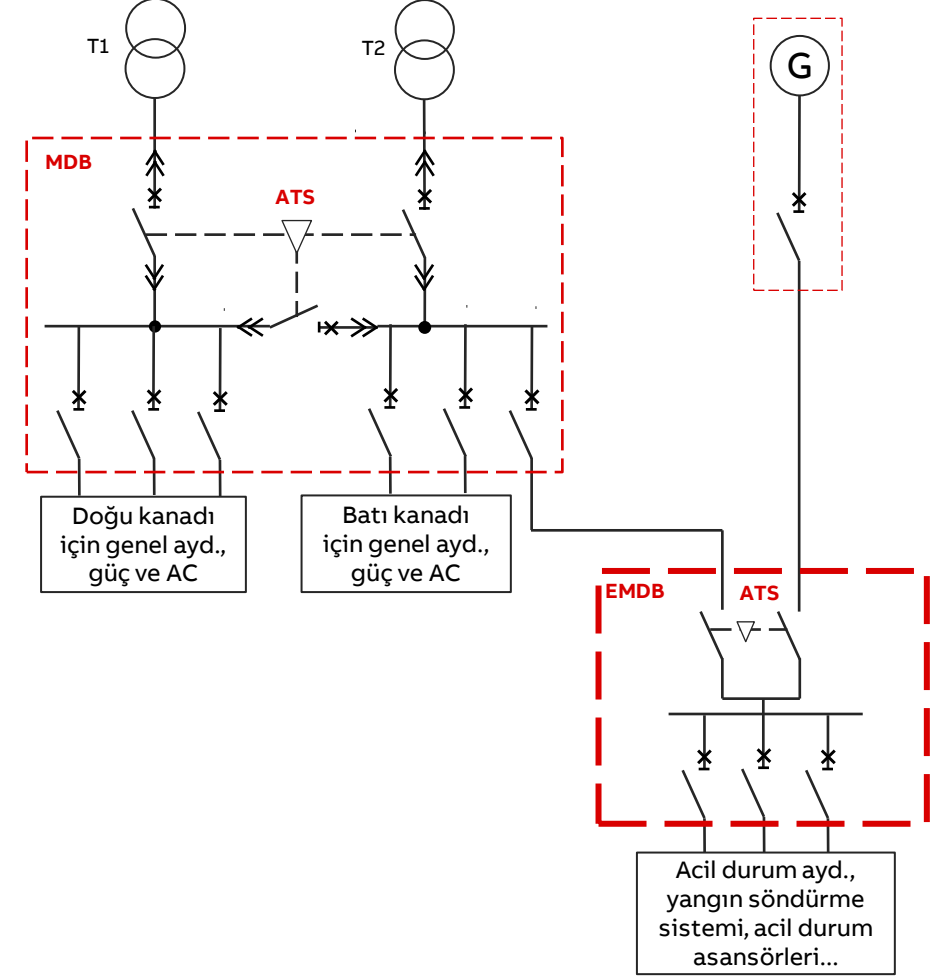 T1
T2
G
MDB
ATS
Doğu kanadı
için genel ayd.,
güç ve AC
Batı kanadı
için genel ayd.,
güç ve AC
EMDB
ATS
Acil durum ayd.,
yangın söndürme
sistemi, acil durum
asansörleri...